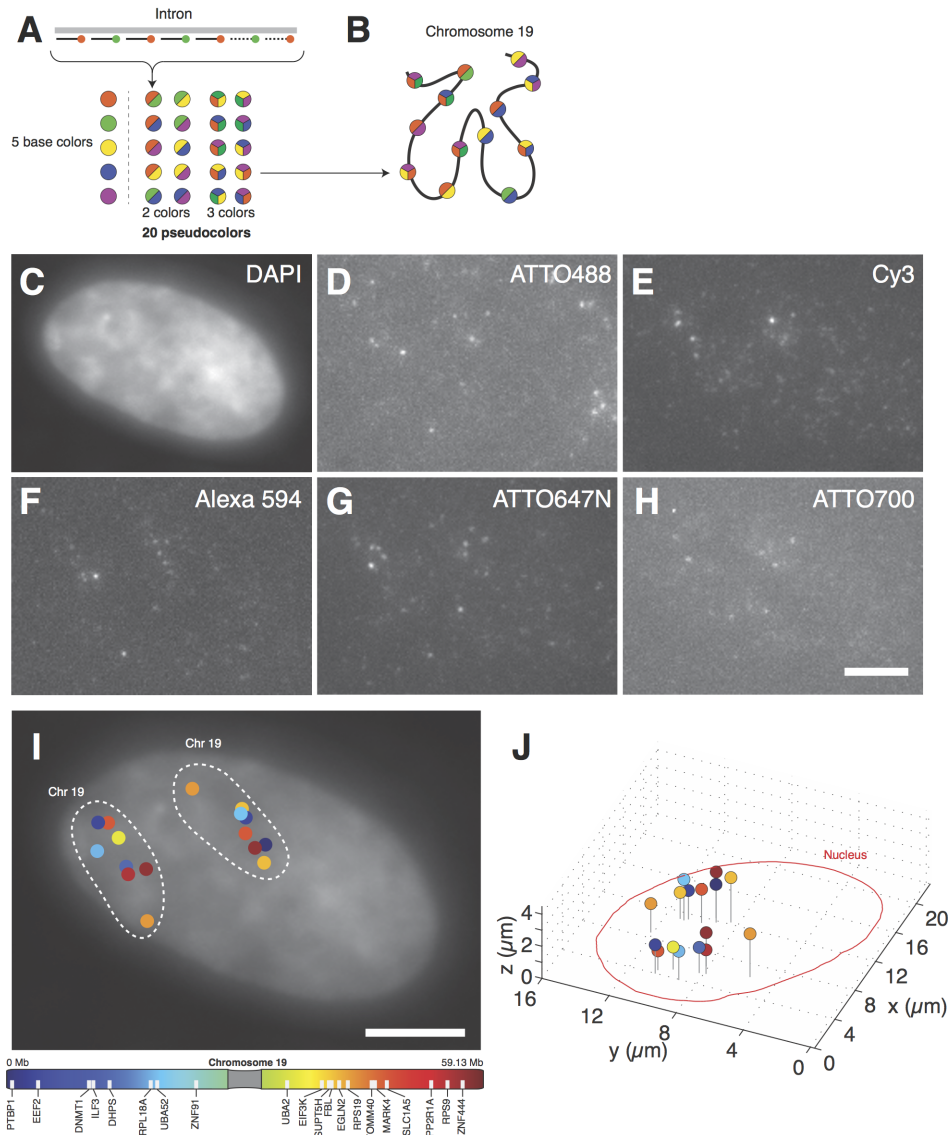 A
Intron
5 base colors
2 colors
3 colors
20 pseudocolors
B
Chromosome 19
C
DAPI
D
ATTO488
E
Cy3
F
Alexa 594
G
ATTO647N
H
ATTO700
I
Chr 19
Chr 19
0 Mb
Chromosome 19
59.13 Mb
PTBP1
EEF2
DNMT1
ILF3
DHPS
RPL18A
UBA52
ZNF91
UBA2
EIF3K
SUPT5H
FBL
EGLN2
RPS19
TOMM40
MARK4
SLC1A5
PP2R1A
RPS9
ZNF444
J
Nucleus
z (µm)
4
2
0
16
12
8
4
0
y (µm)
0
4
8
12
16
20
x (µm)